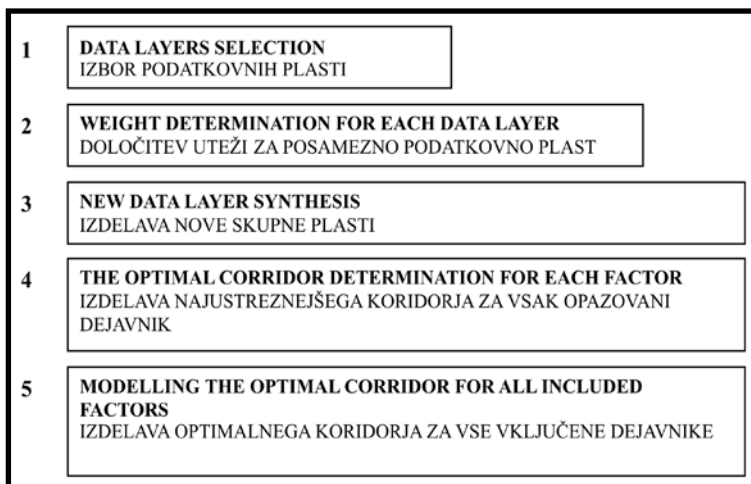 1 DATA LAYERS SELECTION
IZBOR PODATKOVNIH PLASTI
2 WEIGHT DETERMINATION FOR EACH DATA LAYER
DOLOČITEV UTEŽI ZA POSAMEZNO PODATKOVNO PLAST
3 NEW DATA LAYER SYNTHESIS
IZDELAVA NOVE SKUPNE PLASTI
4 THE OPTIMAL CORRIDOR DETERMINATION FOR EACH FACTOR
IZDELAVA NAJUSTREZNEJŠEGA KORIDORJA ZA VSAK OPAZOVANI
DEJAVNIK
5 MODELLING THE OPTIMAL CORRIDOR FOR ALL INCLUDED
FACTORS
IZDELAVA OPTIMALNEGA KORIDORJA ZA VSE VKLJUČENE DEJAVNIKE